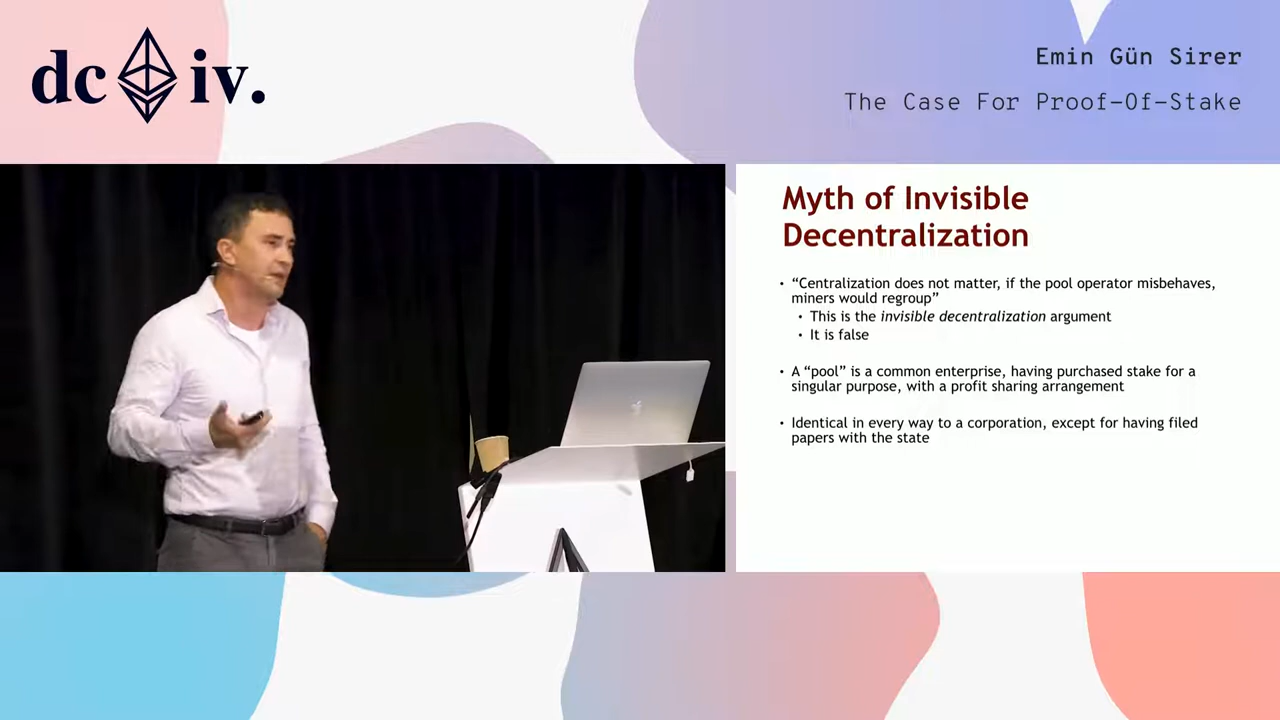 dc iv.
Emin Gün Sirer
The Case For Proof-Of-Stake
Myth of Invisible
Decentralization
• “Centralization does not matter, if the pool operator misbehaves,
miners would regroup”
• This is the invisible decentralization argument
• It is false
• A “pool” is a common enterprise, having purchased stake for a
singular purpose, with a profit sharing arrangement
• Identical in every way to a corporation, except for having filed
papers with the state